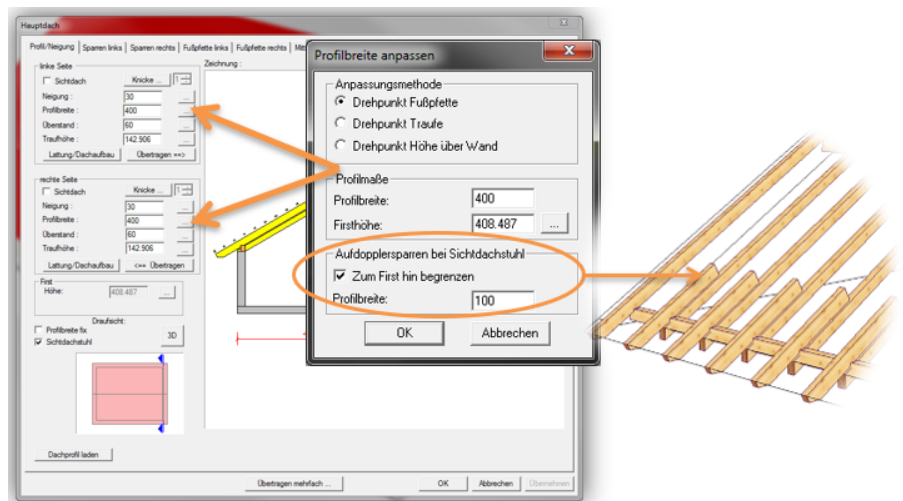 Hauptdach
Profil/Neigung Sparren links Sparren rechts Fußpfette links Fußpfette rechts
linke Seite
Sichtdach Knicke ... 1
Neigung : 30 ...
Profilbreite : 400 ...
Überstand : 60 ...
Traufhöhe : 142.906 ...
Lattung/Dachaufbau Übertragen ==>
rechte Seite
Sichtdach Knicke ... 1
Neigung : 30 ...
Profilbreite : 400 ...
Überstand : 60 ...
Traufhöhe : 142.906 ...
Lattung/Dachaufbau <== Übertragen
First
Höhe: 408.487 ...
Draufsicht:
Profilbreite fix
Sichtdachstuhl
3D
Dachprofil laden
Zeichnung :
Profilbreite anpassen
Anpassungsmethode
Drehpunkt Fußpfette
Drehpunkt Traufe
Drehpunkt Höhe über Wand
Profilmaße
Profilbreite: 400
Firsthöhe: 408.487 ...
Aufdopplersparren bei Sichtdachstuhl
Zum First hin begrenzen
Profilbreite: 100
OK Abbrechen
Übertragen mehrfach ... OK Abbrechen Übernehmen